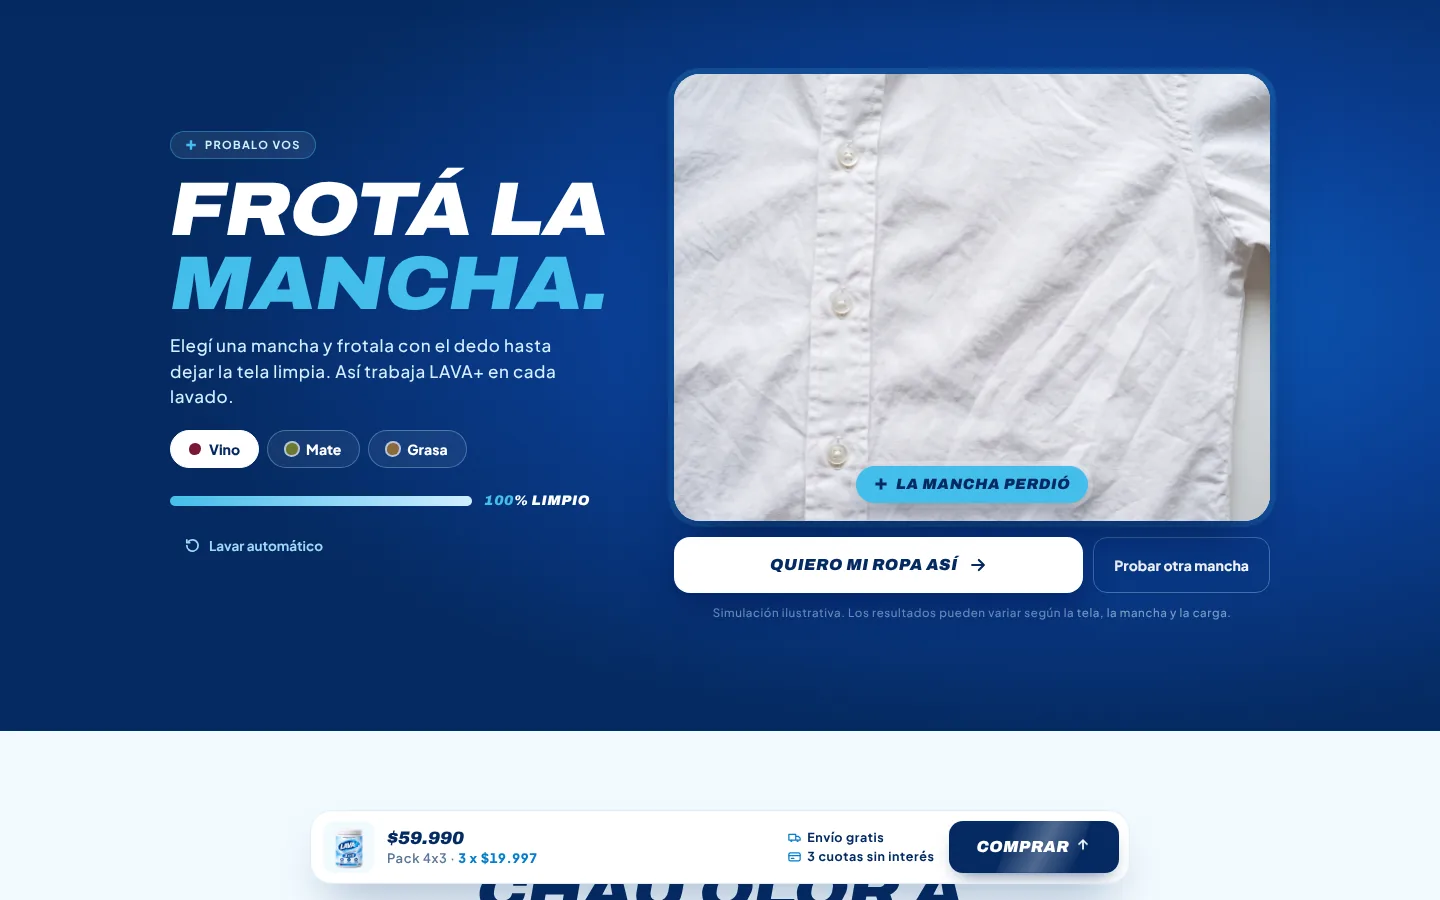 PROBALO VOS
FROTÁ LA
MANCHA.
Elegí una mancha y frotala con el dedo hasta
dejar la tela limpia. Así trabaja LAVA+ en cada
lavado.
Vino
Mate
Grasa
100% LIMPIO
Lavar automático
LA MANCHA PERDIÓ
QUIERO MI ROPA ASÍ →
Probar otra mancha
Simulación ilustrativa. Los resultados pueden variar según la tela, la mancha y la carga.
LAVA
$59.990
Pack 4x3 · 3 x $19.997
Envío gratis
3 cuotas sin interés
COMPRAR ↑
CHAU OLOR A